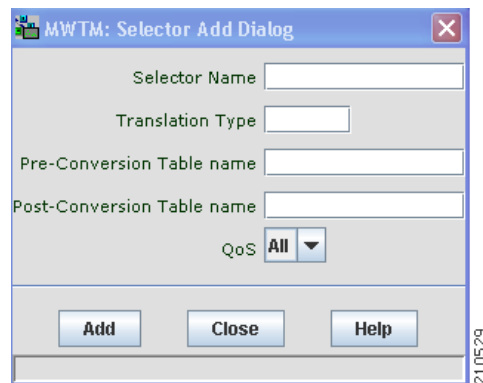 MWTM: Selector Add Dialog
Selector Name
Translation Type
Pre-Conversion Table name
Post-Conversion Table name
QoS All
Add Close Help
210529